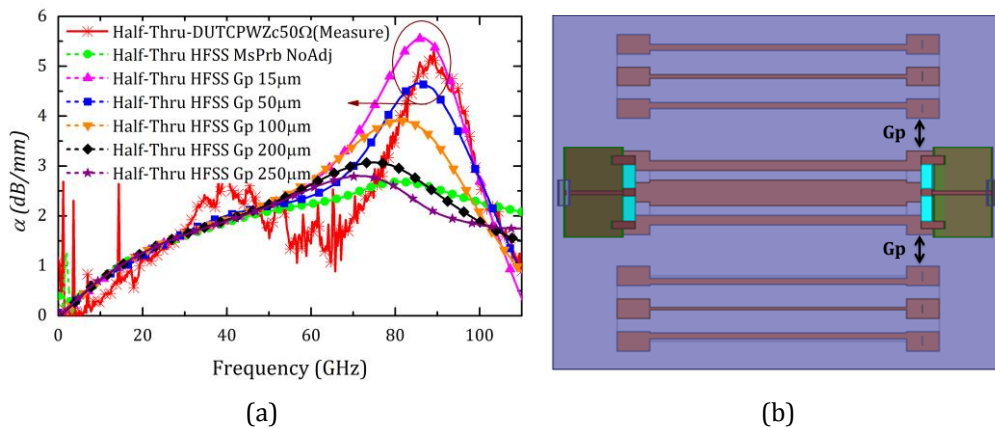 6
5
4
3
2
1
0
α (dB/mm)
Half-Thru-DUTCPWZc50Ω(Measure)
Half-Thru HFSS MsPrb NoAdj
Half-Thru HFSS Gp 15μm
Half-Thru HFSS Gp 50μm
Half-Thru HFSS Gp 100μm
Half-Thru HFSS Gp 200μm
Half-Thru HFSS Gp 250μm
0 20 40 60 80 100
Frequency (GHz)
Gp
Gp
(a) (b)